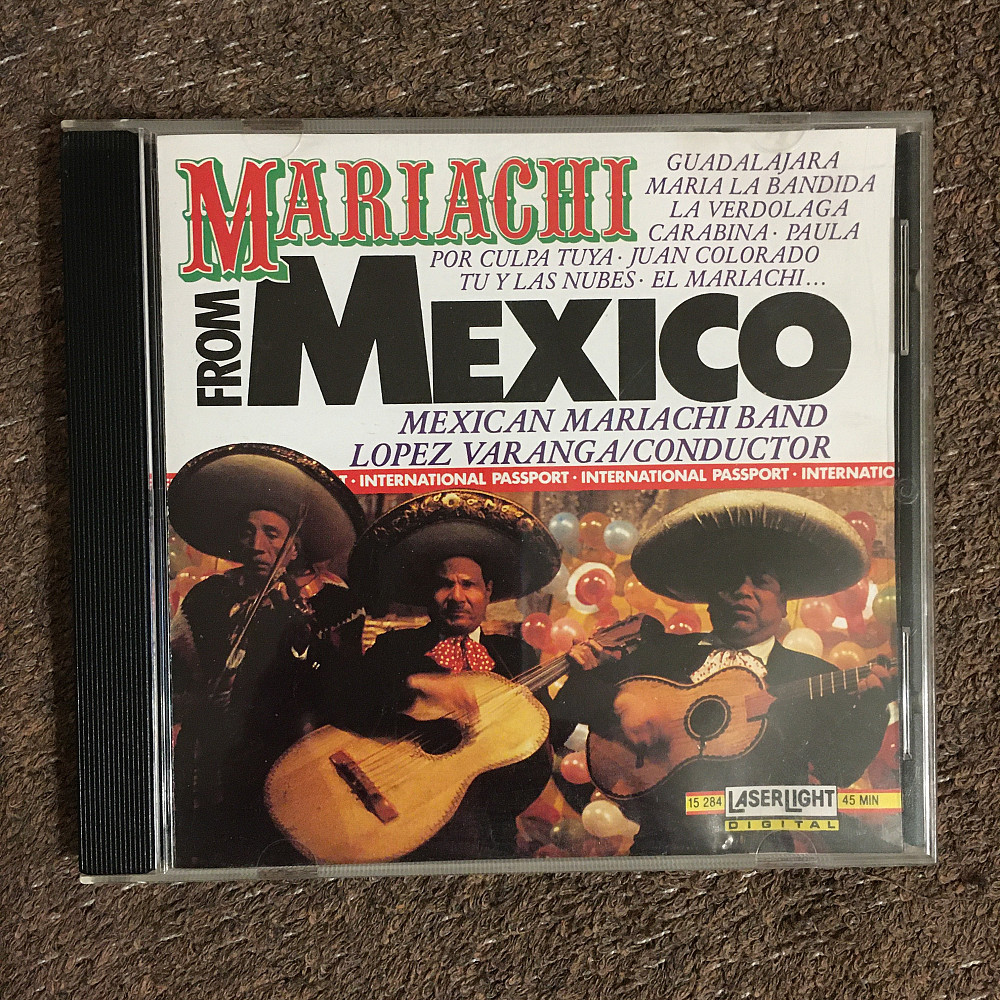 MARIACHI
GUADALAJARA
MARIA LA BANDIDA
LA VERDOLAGA
CARABINA · PAULA
POR CULPA TUYA · JUAN COLORADO
TU Y LAS NUBES · EL MARIACHI...
FROM MEXICO
MEXICAN MARIACHI BAND
LOPEZ VARANGA/CONDUCTOR
T · INTERNATIONAL PASSPORT · INTERNATIONAL PASSPORT · INTERNATIO
15 284 LASERLIGHT 45 MIN
DIGITAL